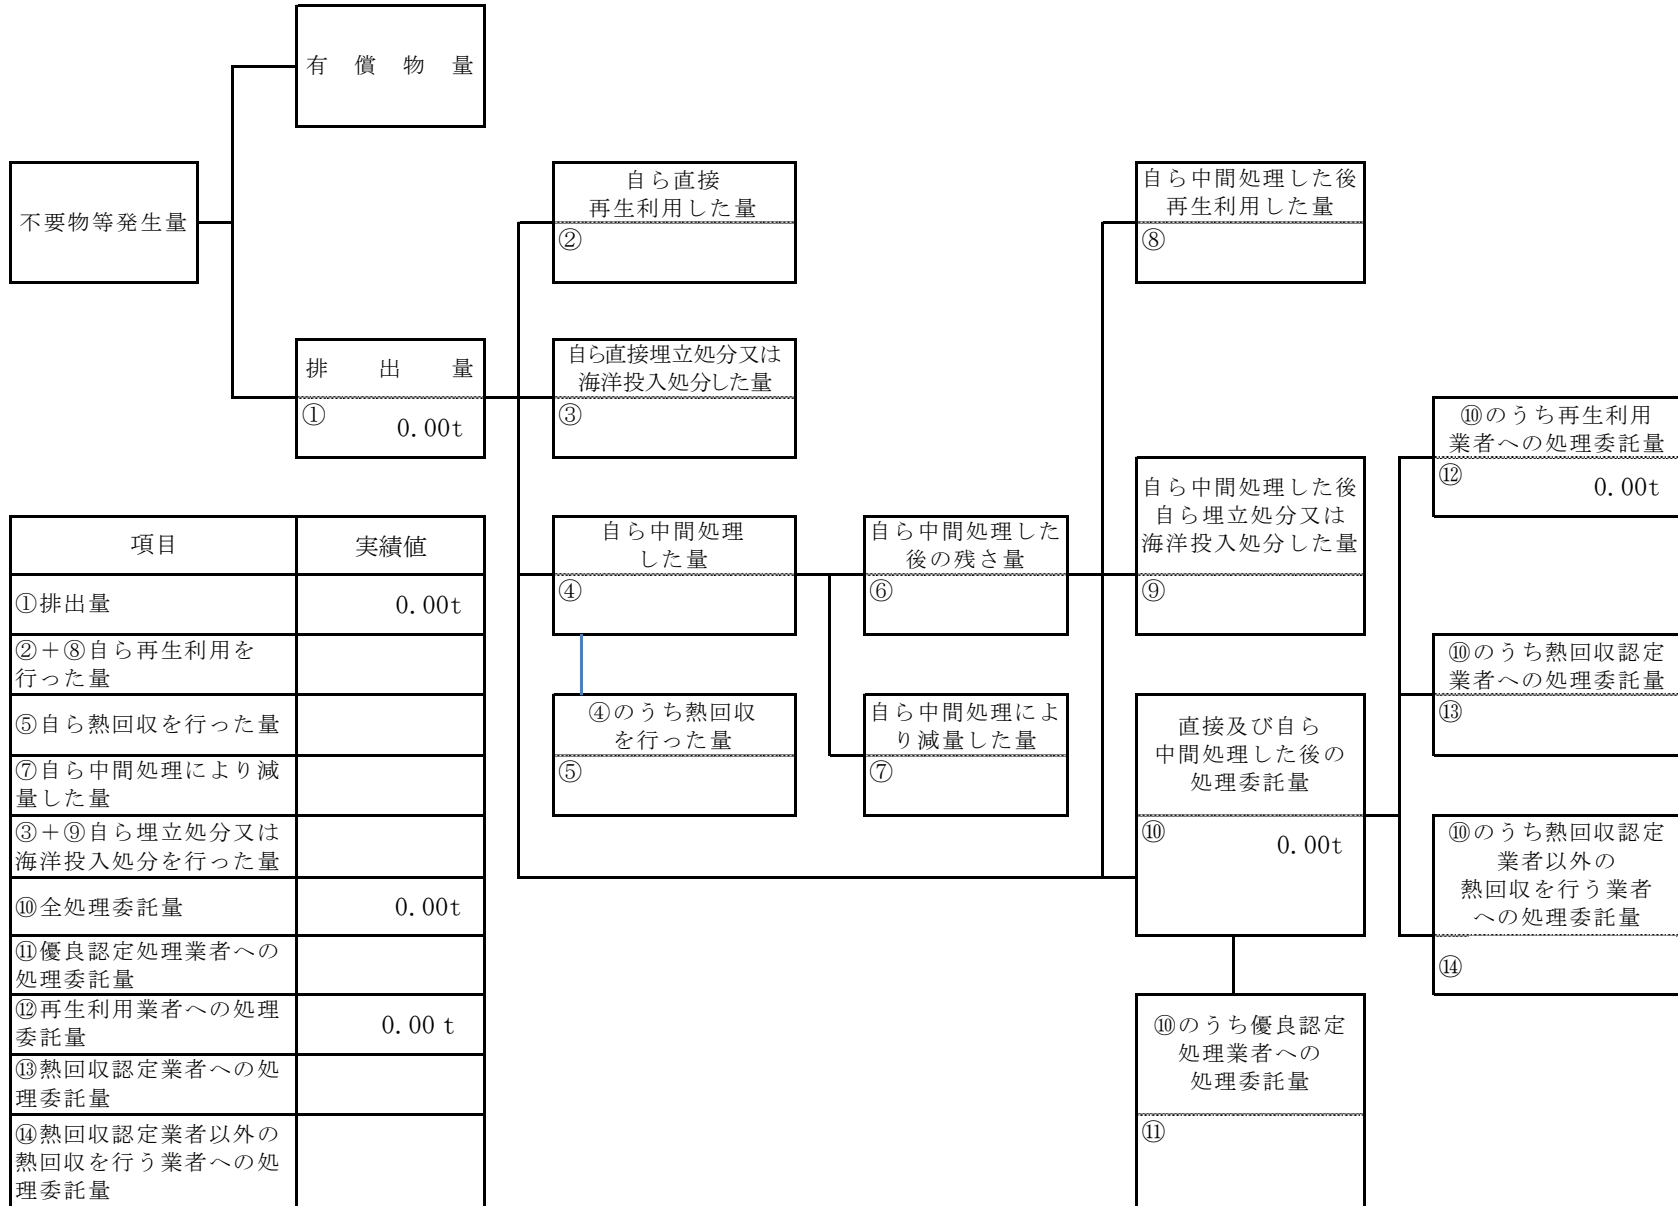 有償物量
不要物等発生量
自ら直接
再生利用した量
②
自ら中間処理した後
再生利用した量
⑧
排出量
①
0.00t
自ら直接埋立処分又は
海洋投入処分した量
③
⑩のうち再生利用
業者への処理委託量
⑫
0.00t
自ら中間処理した後
自ら埋立処分又は
海洋投入処分した量
⑨
自ら中間処理
した量
④
自ら中間処理した
後の残さ量
⑥
④のうち熱回収
を行った量
⑤
自ら中間処理によ
り減量した量
⑦
⑩のうち熱回収認定
業者への処理委託量
⑬
直接及び自ら
中間処理した後の
処理委託量
⑩
0.00t
⑩のうち熱回収認定
業者以外の
熱回収を行う業者
への処理委託量
⑭
⑩のうち優良認定
処理業者への
処理委託量
⑪
項目 実績値
①排出量 0.00t
②＋⑧自ら再生利用を
行った量
⑤自ら熱回収を行った量
⑦自ら中間処理により減
量した量
③＋⑨自ら埋立処分又は
海洋投入処分を行った量
⑩全処理委託量 0.00t
⑪優良認定処理業者への
処理委託量
⑫再生利用業者への処理
委託量 0.00 t
⑬熱回収認定業者への処
理委託量
⑭熱回収認定業者以外の
熱回収を行う業者への処
理委託量